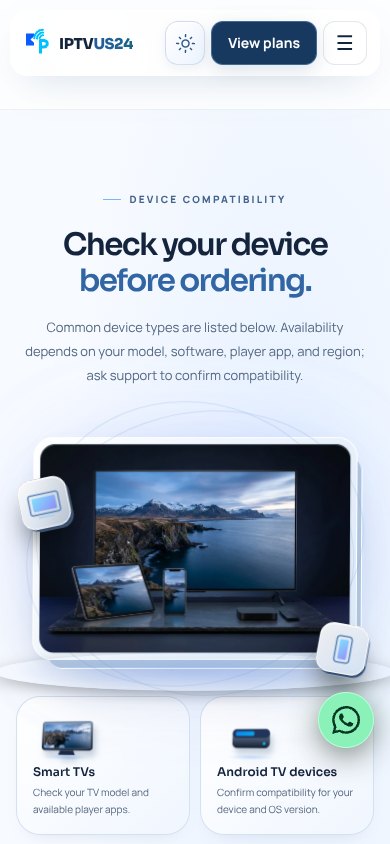 IPTVUS24
View plans
DEVICE COMPATIBILITY
Check your device
before ordering.
Common device types are listed below. Availability
depends on your model, software, player app, and region;
ask support to confirm compatibility.
Smart TVs
Check your TV model and
available player apps.
Android TV devices
Confirm compatibility for your
device and OS version.